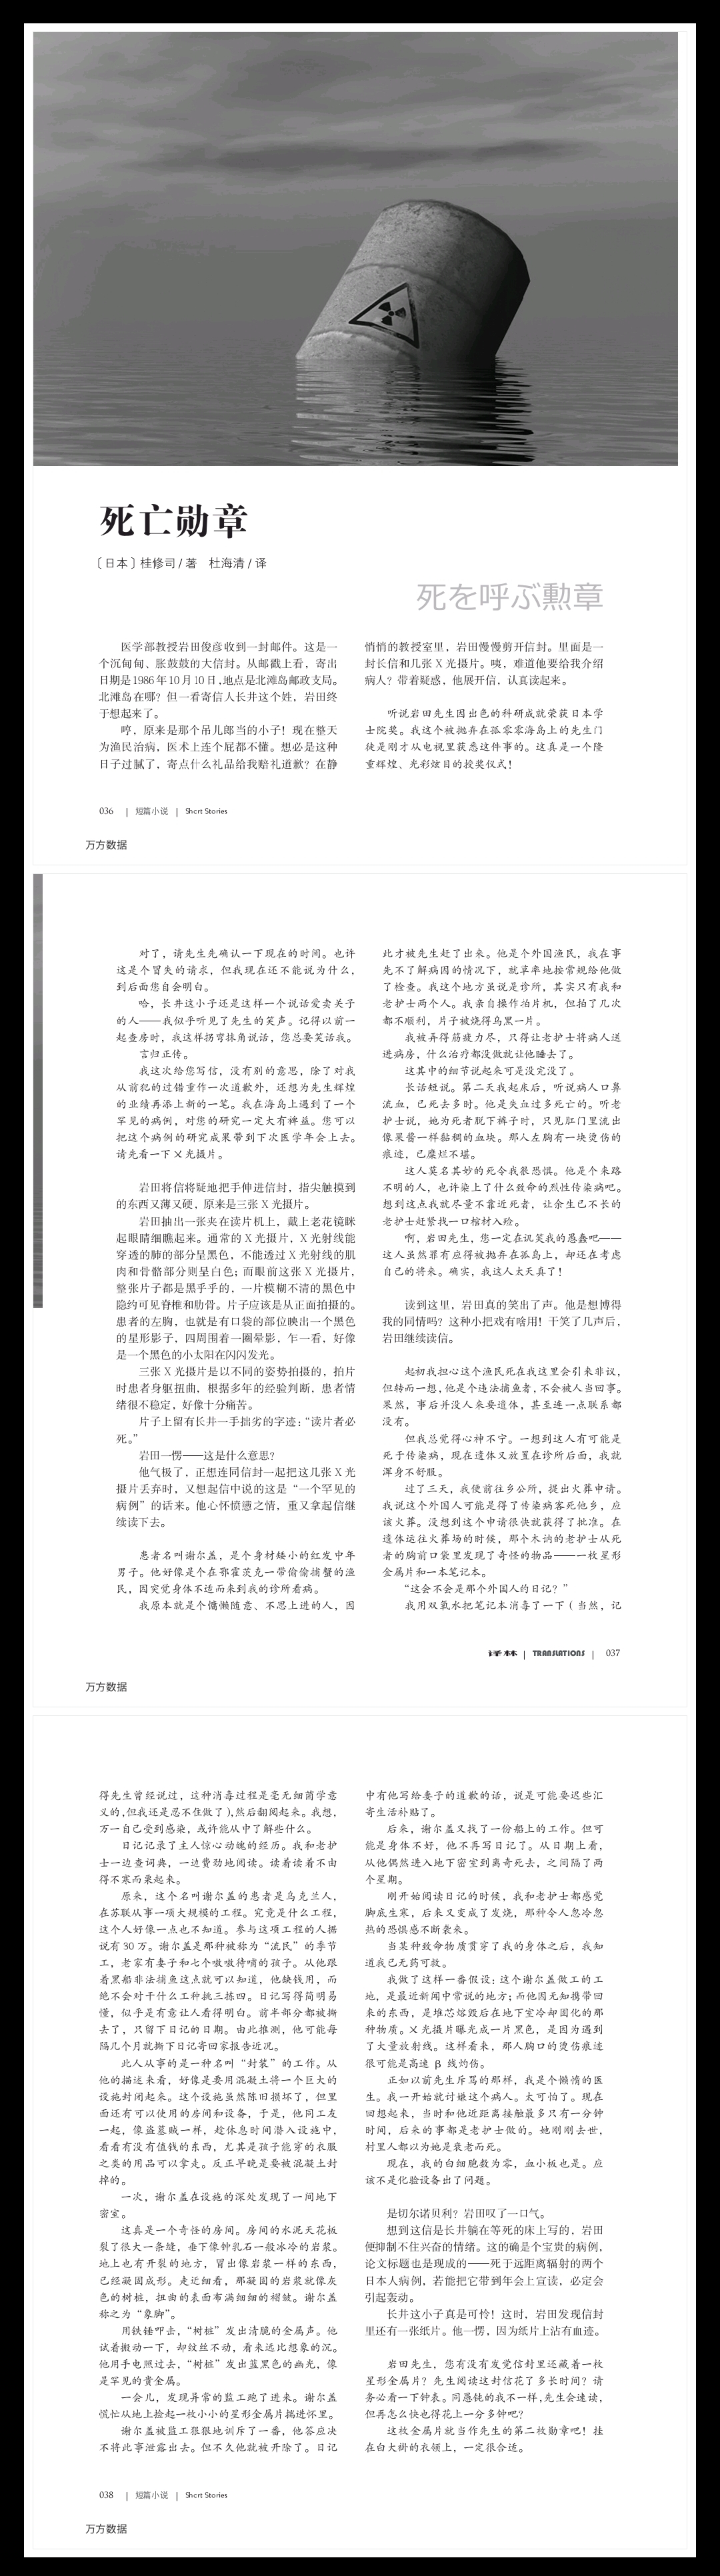 死亡勋章
〔日本〕桂修司/著　杜海清/译
死を呼ぶ勲章
医学部教授岩田俊彦收到一封邮件。这是一
个沉甸甸、胀鼓鼓的大信封。从邮戳上看，寄出
日期是1986年10月10日，地点是北滩岛邮政支局。
北滩岛在哪？但一看寄信人长井这个姓，岩田终
于想起来了。
哼，原来是那个吊儿郎当的小子！现在整天
为渔民治病，医术上连个屁都不懂。想必是这种
日子过腻了，寄点什么礼品给我赔礼道歉？在静
悄悄的教授室里，岩田慢慢剪开信封。里面是一
封长信和几张X光摄片。咦，难道他要给我介绍
病人？带着疑惑，他展开信，认真读起来。
听说岩田先生因出色的科研成就荣获日本学
士院奖。我这个被抛弃在孤零零海岛上的先生门
徒是刚才从电视里获悉这件事的。这真是一个隆
重辉煌、光彩炫目的授奖仪式！
036 | 短篇小说 | Short Stories
万方数据
对了，请先生先确认一下现在的时间。也许
这是个冒失的请求，但我现在还不能说为什么，
到后面您自会明白。
哈，长井这小子还是这样一个说话爱卖关子
的人——我似乎听见了先生的笑声。记得以前一
起查房时，我这样拐弯抹角说话，您总要笑话我。
言归正传。
我这次给您写信，没有别的意思，除了对我
从前犯的过错重作一次道歉外，还想为先生辉煌
的业绩再添上新的一笔。我在海岛上遇到了一个
罕见的病例，对您的研究一定大有裨益。您可以
把这个病例的研究成果带到下次医学年会上去。
请先看一下X光摄片。
岩田将信将疑地把手伸进信封，指尖触摸到
的东西又薄又硬，原来是三张X光摄片。
岩田抽出一张夹在读片机上，戴上老花镜眯
起眼睛细瞧起来。通常的X光摄片，X光射线能
穿透的肺的部分呈黑色，不能透过X光射线的肌
肉和骨骼部分则呈白色；而眼前这张X光摄片，
整张片子都是黑乎乎的，一片模糊不清的黑色中
隐约可见脊椎和肋骨。片子应该是从正面拍摄的。
患者的左胸，也就是有口袋的部位映出一个黑色
的星形影子，四周围着一圈晕影，乍一看，好像
是一个黑色的小太阳在闪闪发光。
三张X光摄片是以不同的姿势拍摄的，拍片
时患者身躯扭曲，根据多年的经验判断，患者情
绪很不稳定，好像十分痛苦。
片子上留有长井一手拙劣的字迹：“读片者必
死。”
岩田一愣——这是什么意思？
他气极了，正想连同信封一起把这几张X光
摄片丢弃时，又想起信中说的这是“一个罕见的
病例”的话来。他心怀愤懑之情，重又拿起信继
续读下去。
患者名叫谢尔盖，是个身材矮小的红发中年
男子。他好像是个在鄂霍茨克一带偷偷捕蟹的渔
民，因突觉身体不适而来到我的诊所看病。
我原本就是个慵懒随意、不思上进的人，因
此才被先生赶了出来。他是个外国渔民，我在事
先不了解病因的情况下，就草率地按常规给他做
了检查。我这个地方虽说是诊所，其实只有我和
老护士两个人。我亲自操作拍片机，但拍了几次
都不顺利，片子被烧得乌黑一片。
我被弄得筋疲力尽，只得让老护士将病人送
进病房，什么治疗都没做就让他睡去了。
这其中的细节说起来可是没完没了。
长话短说。第二天我起床后，听说病人口鼻
流血，已死去多时。他是失血过多死亡的。听老
护士说，她为死者脱下裤子时，只见肛门里流出
像果酱一样黏稠的血块。那人左胸有一块烫伤的
痕迹，已糜烂不堪。
这人莫名其妙的死令我很恐惧。他是个来路
不明的人，也许染上了什么致命的烈性传染病吧。
想到这点我就尽量不靠近死者，让余生已不长的
老护士赶紧找一口棺材入殓。
啊，岩田先生，您一定在讥笑我的愚蠢吧——
这人虽然罪有应得被抛弃在孤岛上，却还在考虑
自己的将来。确实，我这人太天真了！
读到这里，岩田真的笑出了声。他是想博得
我的同情吗？这种小把戏有啥用！干笑了几声后，
岩田继续读信。
起初我担心这个渔民死在我这里会引来非议，
但转而一想，他是个违法捕鱼者，不会被人当回事。
果然，事后并没人来要遗体，甚至连一点联系都
没有。
但我总觉得心神不宁。一想到这人有可能是
死于传染病，现在遗体又放置在诊所后面，我就
浑身不舒服。
过了三天，我便前往乡公所，提出火葬申请。
我说这个外国人可能是得了传染病客死他乡，应
该火葬。没想到这个申请很快就获得了批准。在
遗体运往火葬场的时候，那个木讷的老护士从死
者的胸前口袋里发现了奇怪的物品——一枚星形
金属片和一本笔记本。
“这会不会是那个外国人的日记？”
我用双氧水把笔记本消毒了一下（当然，记
译林 | TRANSLATIONS | 037
万方数据
得先生曾经说过，这种消毒过程是毫无细菌学意
义的，但我还是忍不住做了），然后翻阅起来。我想，
万一自己受到感染，或许能从中了解些什么。
日记记录了主人惊心动魄的经历。我和老护
士一边查词典，一边费劲地阅读。读着读着不由
得不寒而栗起来。
原来，这个名叫谢尔盖的患者是乌克兰人，
在苏联从事一项大规模的工程。究竟是什么工程，
这个人好像一点也不知道。参与这项工程的人据
说有30万。谢尔盖是那种被称为“流民”的季节
工，老家有妻子和七个嗷嗷待哺的孩子。从他跟
着黑船非法捕鱼这点就可以知道，他缺钱用，而
绝不会对干什么工种挑三拣四。日记写得简明易
懂，似乎是有意让人看得明白。前半部分都被撕
去了，只留下日记的日期。由此推测，他可能每
隔几个月就撕下日记寄回家报告近况。
此人从事的是一种名叫“封装”的工作。从
他的描述来看，好像是要用混凝土将一个巨大的
设施封闭起来。这个设施虽然陈旧损坏了，但里
面还有可以使用的房间和设备，于是，他同工友
一起，像盗墓贼一样，趁休息时间潜入设施中，
看看有没有值钱的东西，尤其是孩子能穿的衣服
之类的用品可以拿走。反正早晚是要被混凝土封
掉的。
一次，谢尔盖在设施的深处发现了一间地下
密室。
这真是一个奇怪的房间。房间的水泥天花板
裂了很大一条缝，垂下像钟乳石一般冰冷的岩浆。
地上也有开裂的地方，冒出像岩浆一样的东西，
已经凝固成形。走近细看，那凝固的岩浆就像灰
色的树桩，扭曲的表面布满细细的褶皱。谢尔盖
称之为“象脚”。
用铁锤叩击，“树桩”发出清脆的金属声。他
试着搬动一下，却纹丝不动，看来远比想象的沉。
他用手电照过去，“树桩”发出蓝黑色的幽光，像
是罕见的贵金属。
一会儿，发现异常的监工跑了进来。谢尔盖
慌忙从地上捡起一枚小小的星形金属片揣进怀里。
谢尔盖被监工狠狠地训斥了一番，他答应决
不将此事泄露出去。但不久他就被开除了。日记
中有他写给妻子的道歉的话，说是可能要迟些汇
寄生活补贴了。
后来，谢尔盖又找了一份船上的工作。但可
能是身体不好，他不再写日记了。从日期上看，
从他偶然进入地下密室到离奇死去，之间隔了两
个星期。
刚开始阅读日记的时候，我和老护士都感觉
脚底生寒，后来又变成了发烧，那种令人忽冷忽
热的恐惧感不断袭来。
当某种致命物质贯穿了我的身体之后，我知
道我已无药可救。
我做了这样一番假设：这个谢尔盖做工的工
地，是最近新闻中常说的地方；而他因无知携带回
来的东西，是堆芯熔毁后在地下室冷却固化的那
种物质。X光摄片曝光成一片黑色，是因为遇到
了大量放射线。这样看来，那人胸口的烫伤痕迹
很可能是高速β线灼伤。
正如以前先生斥骂的那样，我是个懒惰的医
生。我一开始就讨嫌这个病人。太可怕了。现在
回想起来，当时和他近距离接触最多只有一分钟
时间，后来的事都是老护士做的。她刚刚去世，
村里人都以为她是衰老而死。
现在，我的白细胞数为零，血小板也是。应
该不是化验设备出了问题。
是切尔诺贝利？岩田叹了一口气。
想到这信是长井躺在等死的床上写的，岩田
便抑制不住兴奋的情绪。这的确是个宝贵的病例，
论文标题也是现成的——死于远距离辐射的两个
日本人病例，若能把它带到年会上宣读，必定会
引起轰动。
长井这小子真是可怜！这时，岩田发现信封
里还有一张纸片。他一愣，因为纸片上沾有血迹。
岩田先生，您有没有发觉信封里还藏着一枚
星形金属片？先生阅读这封信花了多长时间？请
务必看一下钟表。同愚钝的我不一样，先生会速读，
但再怎么快也得花上一分多钟吧？
这枚金属片就当作先生的第二枚勋章吧！挂
在白大褂的衣领上，一定很合适。
038 | 短篇小说 | Short Stories
万方数据